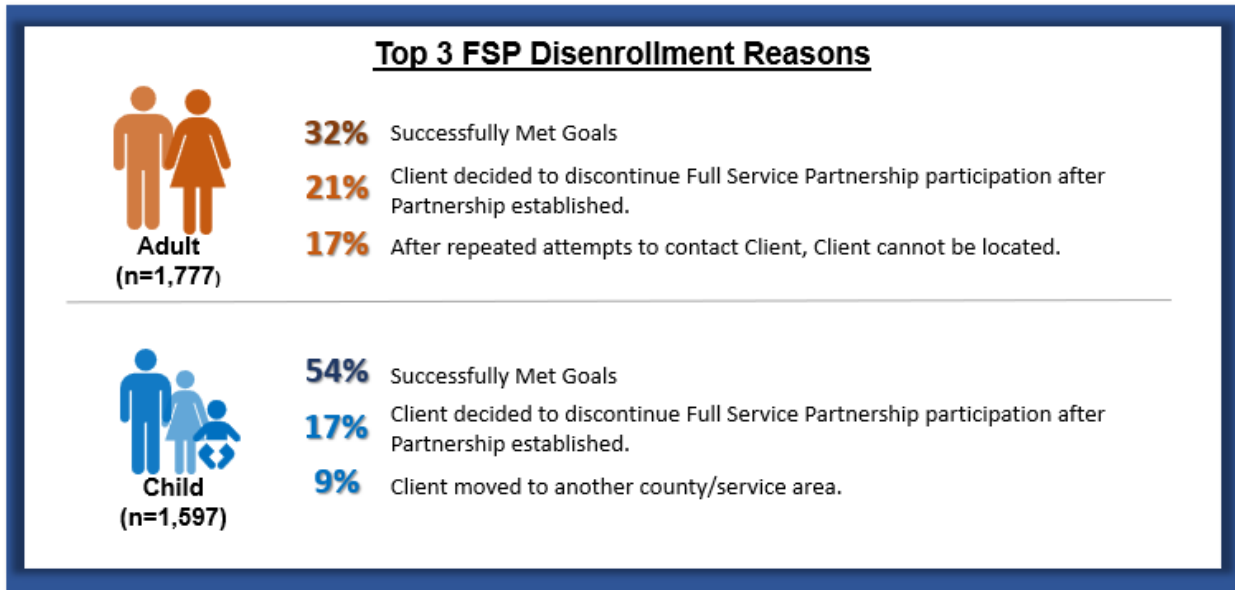 Top 3 FSP Disenrollment Reasons
32% Successfully Met Goals
21% Client decided to discontinue Full Service Partnership participation after
Partnership established.
17% After repeated attempts to contact Client, Client cannot be located.
Adult
(n=1,777)
54% Successfully Met Goals
17% Client decided to discontinue Full Service Partnership participation after
Partnership established.
9% Client moved to another county/service area.
Child
(n=1,597)